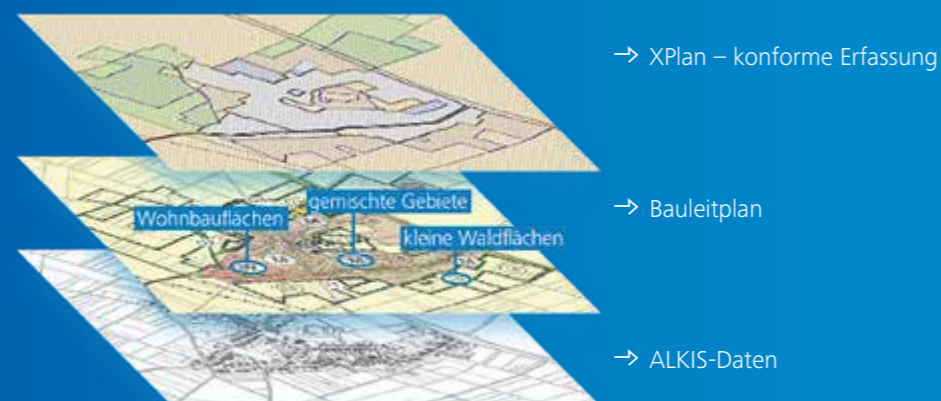 → XPlan – konforme Erfassung
→ Bauleitplan
Wohnbauflächen
gemischte Gebiete
kleine Waldflächen
→ ALKIS-Daten